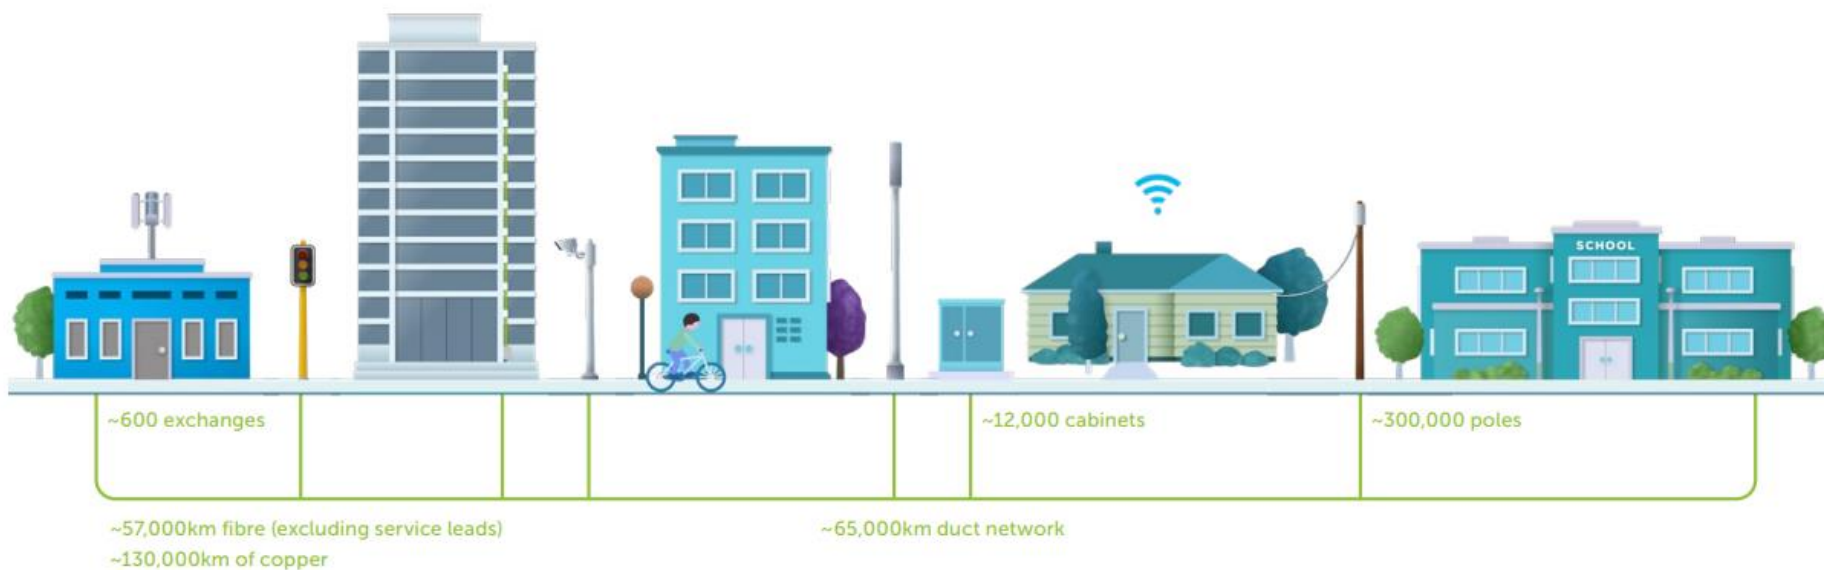 SCHOOL
~600 exchanges
~12,000 cabinets
~300,000 poles
~57,000km fibre (excluding service leads)
~65,000km duct network
~130,000km of copper